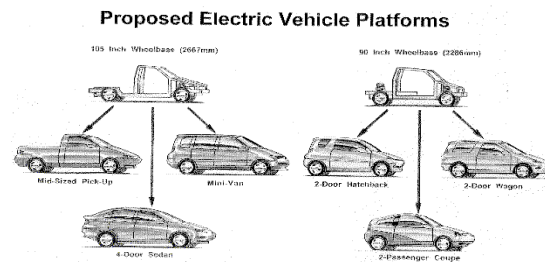 Proposed Electric Vehicle Platforms
105 Inch Wheelbase (2667mm)
90 Inch Wheelbase (2286mm)
Mid-Sized Pick-Up
Mini-Van
2-Door Hatchback
2-Door Wagon
4-Door Sedan
2-Passenger Coupe